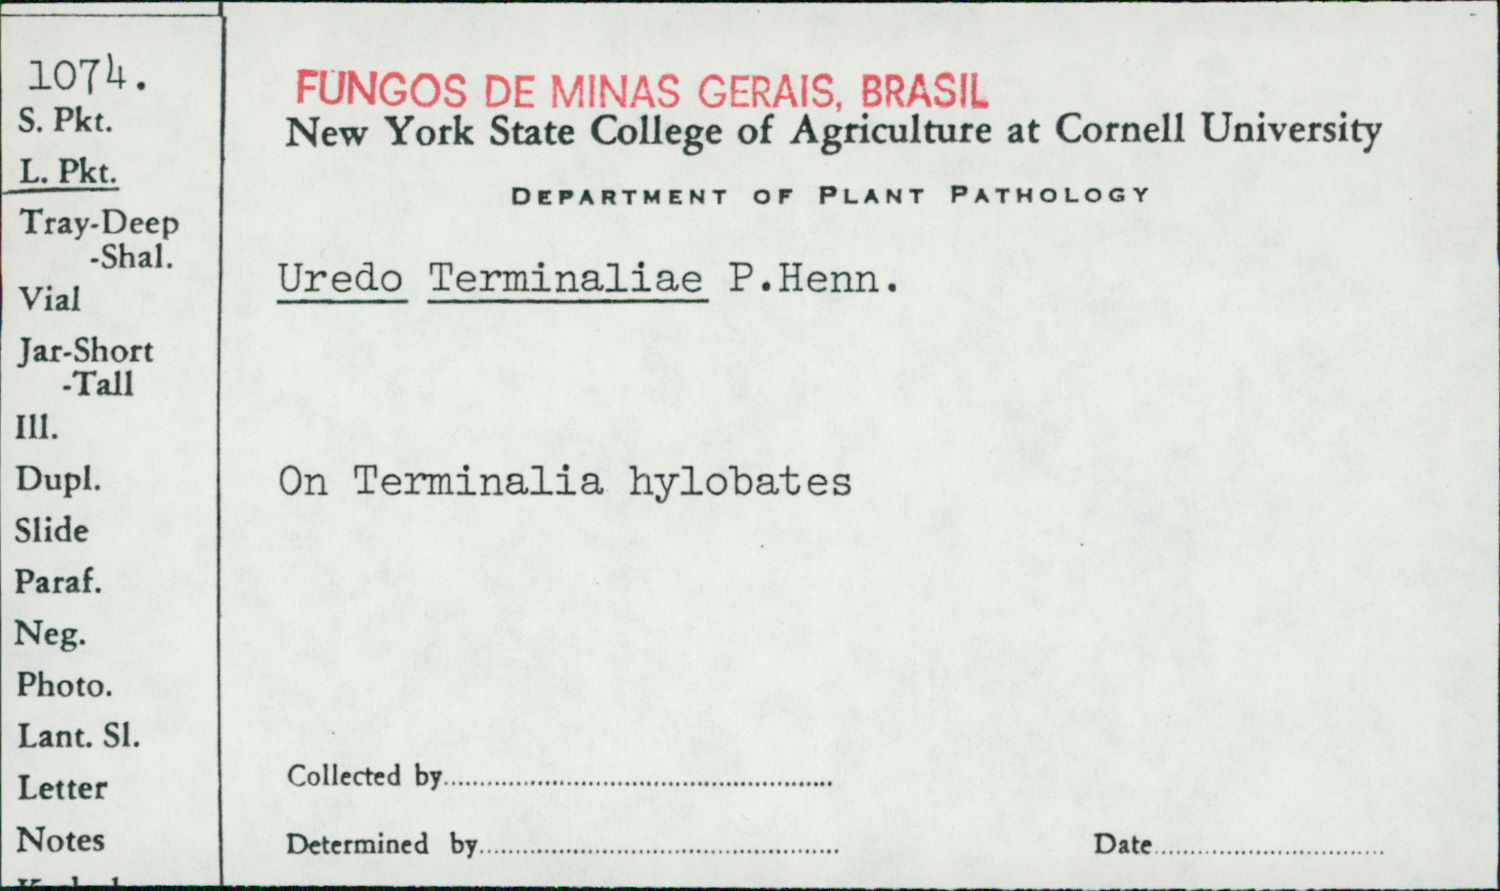 1074.
S. Pkt.
L. Pkt.
Tray-Deep
-Shal.
Vial
Jar-Short
-Tall
Ill.
Dupl.
Slide
Paraf.
Neg.
Photo.
Lant. Sl.
Letter
Notes
FUNGOS DE MINAS GERAIS, BRASIL
New York State College of Agriculture at Cornell University
DEPARTMENT OF PLANT PATHOLOGY
Uredo Terminaliae P.Henn.
On Terminalia hylobates
Collected by
Determined by
Date